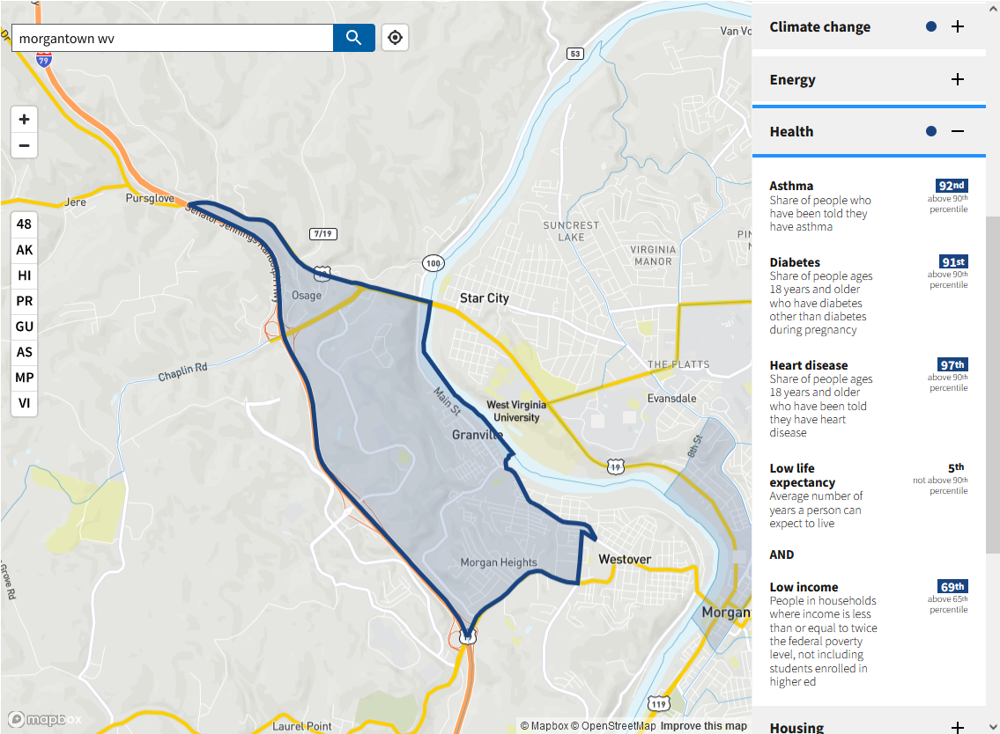 morgantown wv
79
53
Van Vo
Jere
Pursglove
Senator Jennings Randolph Hwy
7/19
100
SUNCREST
LAKE
VIRGINIA
MANOR
Osage
Star City
48
AK
HI
PR
GU
AS
MP
VI
Chaplin Rd
Main St
THE FLATTS
Evansdale
West Virginia
University
Granville
8th St
19
Morgan Heights
Westover
Morgan
Grove Rd
119
Laurel Point
mapbox
© Mapbox © OpenStreetMap Improve this map
Climate change
Energy
Health
Asthma
Share of people who
have been told they
have asthma
92nd
above 90th
percentile
Diabetes
Share of people ages
18 years and older
who have diabetes
other than diabetes
during pregnancy
91st
above 90th
percentile
Heart disease
Share of people ages
18 years and older
who have been told
they have heart
disease
97th
above 90th
percentile
Low life
expectancy
Average number of
years a person can
expect to live
5th
not above 90th
percentile
AND
Low income
People in households
where income is less
than or equal to twice
the federal poverty
level, not including
students enrolled in
higher ed
69th
above 65th
percentile
Housing